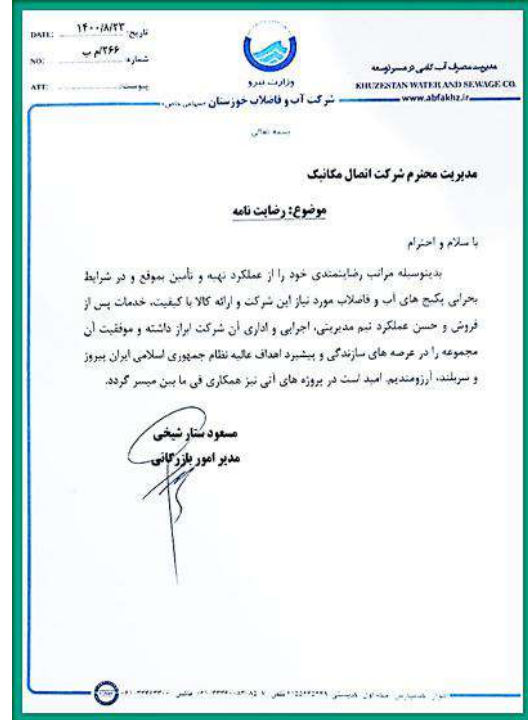 DATE: تاریخ: ۱۴۰۰/۸/۲۳
NO: شماره: ۲۶۶/م ب
ATT: پیوست:
وزارت نیرو
شرکت آب و فاضلاب خوزستان
KHUZESTAN WATER AND SEWAGE CO.
www.abfakhz.ir
بسمه تعالی
مدیریت محترم شرکت اتصال مکانیک
موضوع: رضایت نامه
با سلام و احترام
بدینوسیله مراتب رضایتمندی خود را از عملکرد تهیه و تأمین بموقع و در شرایط
بحرانی پکیج های آب و فاضلاب مورد نیاز این شرکت و ارائه کالا با کیفیت، خدمات پس از
فروش و حسن عملکرد تیم مدیریتی، اجرایی و اداری آن شرکت ابراز داشته و موفقیت آن
مجموعه را در عرصه های سازندگی و پیشبرد اهداف عالیه نظام جمهوری اسلامی ایران پیروز
و سربلند، آرزومندیم. امید است در پروژه های آتی نیز همکاری فی ما بین میسر گردد.
مسعود ستار شیخی
مدیر امور بازرگانی